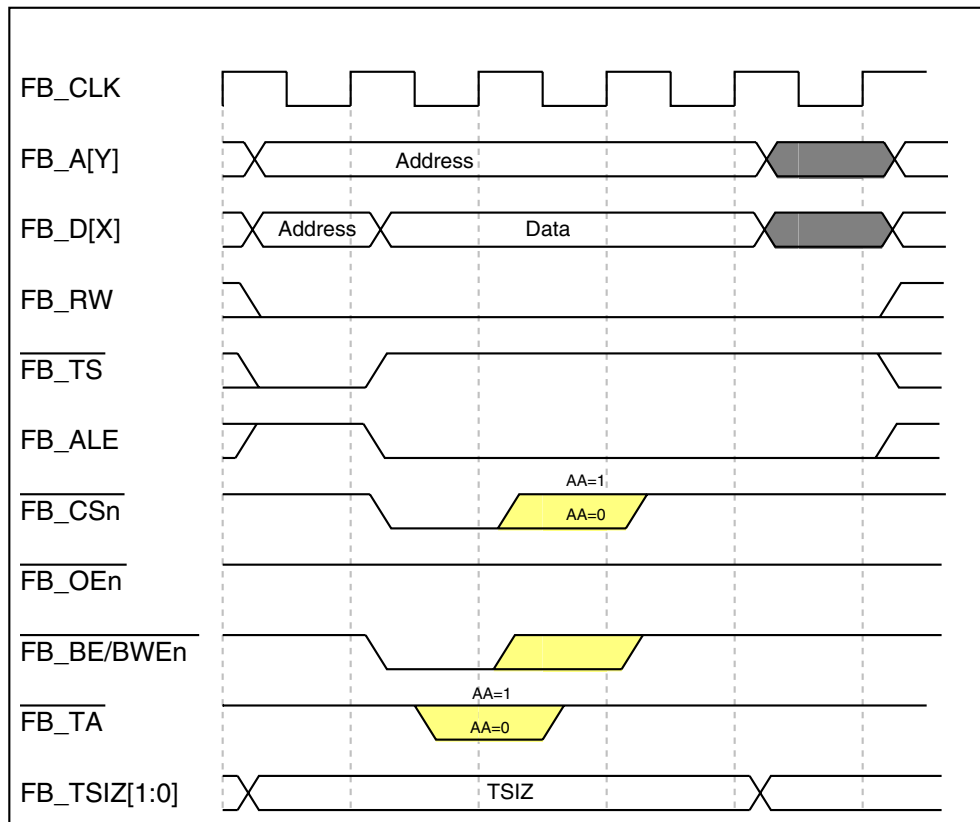 FB_CLK
FB_A[Y]
Address
FB_D[X]
Address
Data
FB_RW
FB_TS
FB_ALE
FB_CSn
AA=1
AA=0
FB_OEn
FB_BE/BWEn
FB_TA
AA=1
AA=0
FB_TSIZ[1:0]
TSIZ